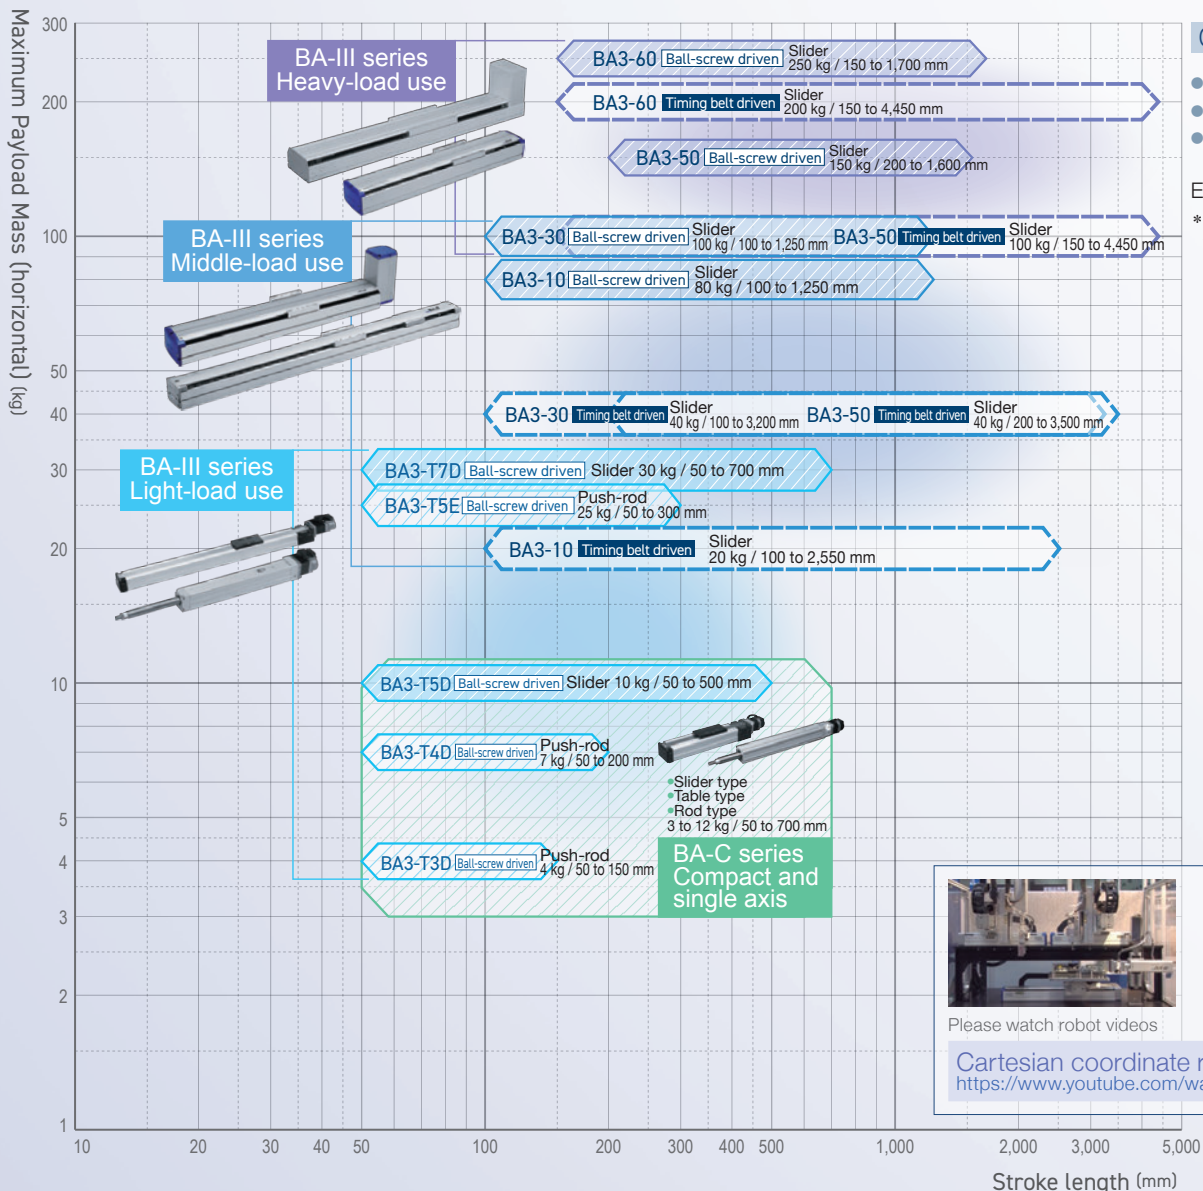 Maximum Payload Mass (horizontal) (kg)
300
200
100
50
40
30
20
10
5
4
3
2
1
BA-III series
Heavy-load use
BA3-60 Ball-screw driven Slider
250 kg / 150 to 1,700 mm
BA3-60 Timing belt driven Slider
200 kg / 150 to 4,450 mm
BA3-50 Ball-screw driven Slider
150 kg / 200 to 1,600 mm
BA-III series
Middle-load use
BA3-30 Ball-screw driven Slider
100 kg / 100 to 1,250 mm
BA3-50 Timing belt driven Slider
100 kg / 150 to 4,450 mm
BA3-10 Ball-screw driven Slider
80 kg / 100 to 1,250 mm
BA3-30 Timing belt driven Slider
40 kg / 100 to 3,200 mm
BA3-50 Timing belt driven Slider
40 kg / 200 to 3,500 mm
BA-III series
Light-load use
BA3-T7D Ball-screw driven Slider 30 kg / 50 to 700 mm
BA3-T5E Ball-screw driven Push-rod
25 kg / 50 to 300 mm
BA3-10 Timing belt driven Slider
20 kg / 100 to 2,550 mm
BA3-T5D Ball-screw driven Slider 10 kg / 50 to 500 mm
BA3-T4D Ball-screw driven Push-rod
7 kg / 50 to 200 mm
BA3-T3D Ball-screw driven Push-rod
4 kg / 50 to 150 mm
•Slider type
•Table type
•Rod type
3 to 12 kg / 50 to 700 mm
BA-C series
Compact and
single axis
E
*
Please watch robot videos
Cartesian coordinate
https://www.youtube.com/wa
10 20 30 40 50 100 200 300 400 500 1,000 2,000 3,000 5,000
Stroke length (mm)